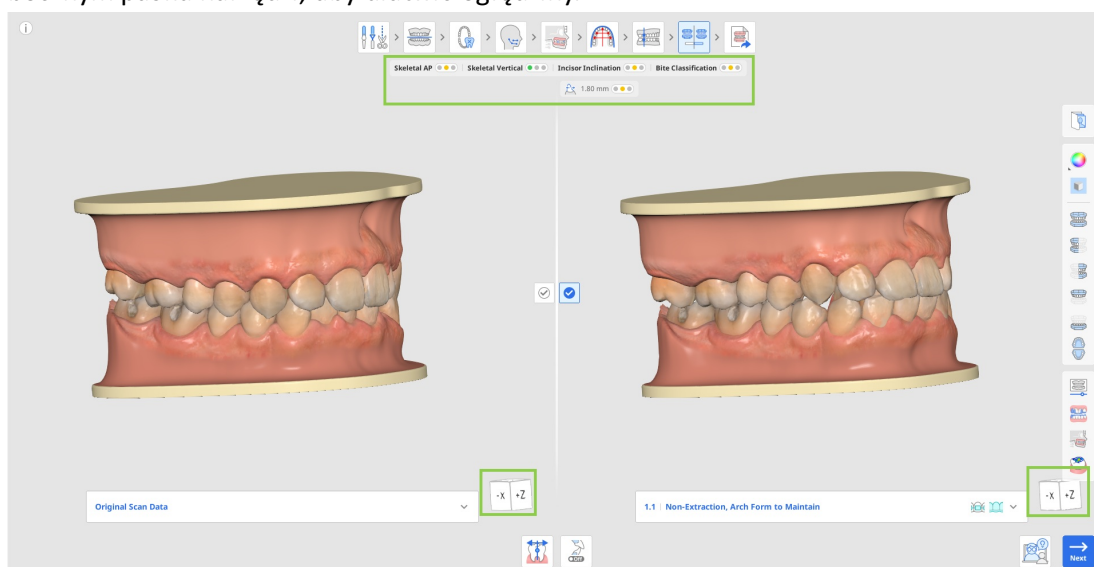 Skeletal AP Skeletal Vertical Incisor Inclination Bite Classification
1.80 mm
-X +Z
-X +Z
Original Scan Data
1.1 | Non-Extraction, Arch Form to Maintain
OFF
Next